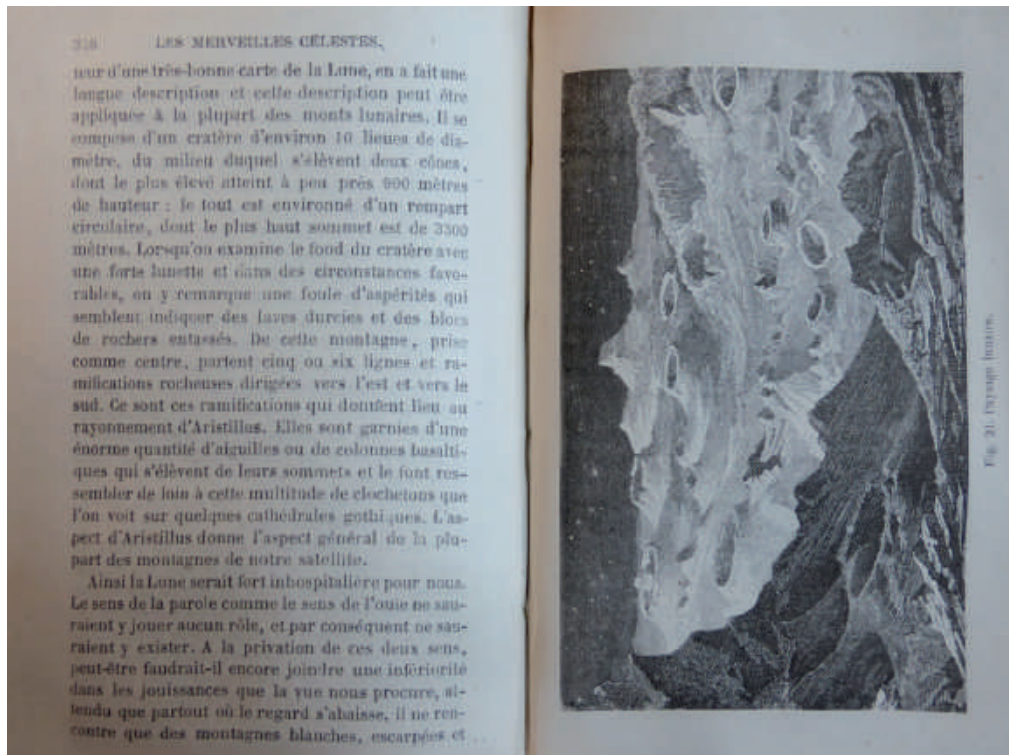 LES MERVEILLES CÉLESTES.
teur d'une très-bonne carte de la Lune, en a fait une
longue description et cette description peut être
appliquée à la plupart des monts lunaires. Il se
compose d'un cratère d'environ 10 lieues de dia-
mètre, du milieu duquel s'élèvent deux cônes,
dont le plus élevé atteint à peu près 900 mètres
de hauteur : le tout est environné d'un rempart
circulaire, dont le plus haut sommet est de 3300
mètres. Lorsqu'on examine le fond du cratère avec
une forte lunette et dans des circonstances favo-
rables, on y remarque une foule d'aspérités qui
semblent indiquer des laves durcies et des blocs
de rochers entassés. De cette montagne, prise
comme centre, partent cinq ou six lignes et ra-
mifications rocheuses dirigées vers l'est et vers le
sud. Ce sont ces ramifications qui donnent lieu au
rayonnement d'Aristillus. Elles sont garnies d'une
énorme quantité d'aiguilles ou de colonnes basalti-
ques qui s'élèvent de leurs sommets et le font res-
sembler de loin à cette multitude de clochetons que
l'on voit sur quelques cathédrales gothiques. L'as-
pect d'Aristillus donne l'aspect général de la plu-
part des montagnes de notre satellite.
Ainsi la Lune serait fort inhospitalière pour nous.
Le sens de la parole comme le sens de l'ouïe ne sau-
raient y jouer aucun rôle, et par conséquent ne sau-
raient y exister. A la privation de ces deux sens,
peut-être faudrait-il encore joindre une infériorité
dans les jouissances que la vue nous procure, at-
tendu que partout où le regard s'abaisse, il ne ren-
contre que des montagnes blanches, escarpées et
Fig. 21. Paysage lunaire.